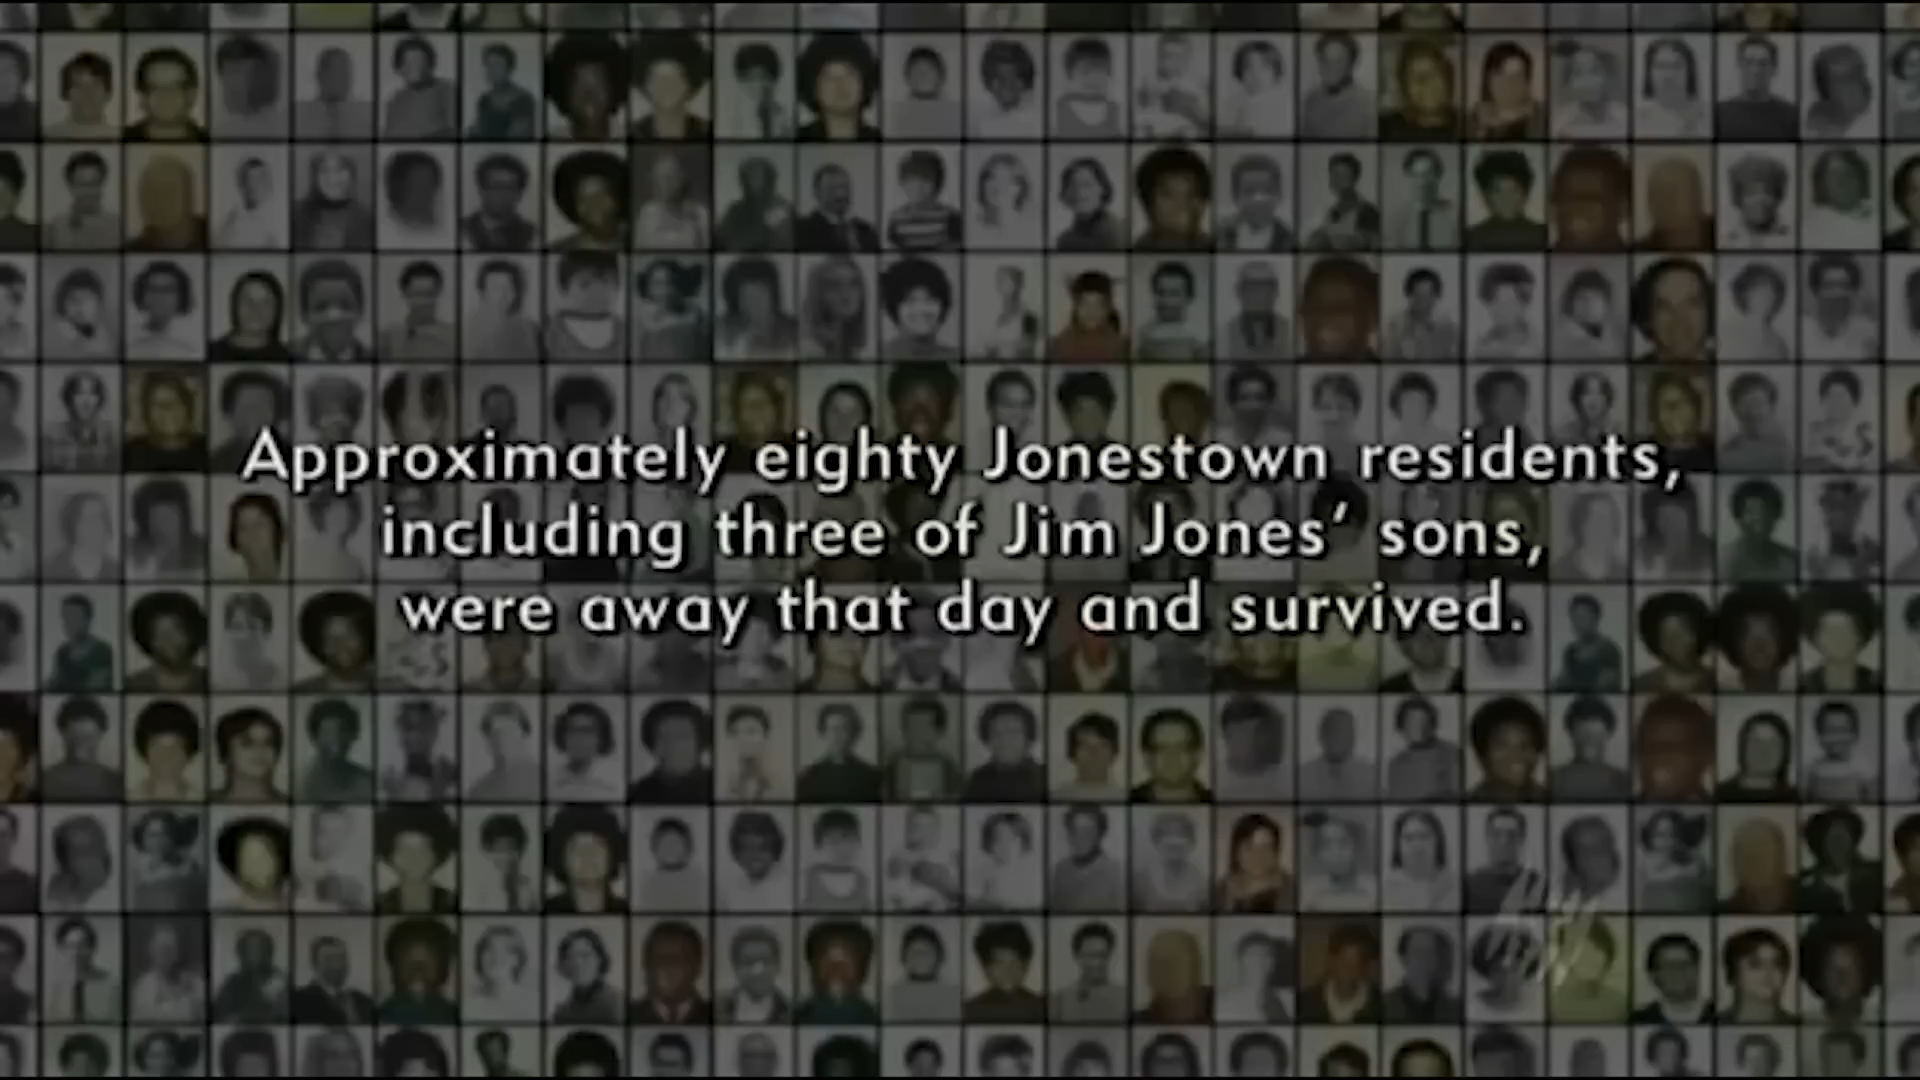 Approximately eighty Jonestown residents,
including three of Jim Jones’ sons,
were away that day and survived.